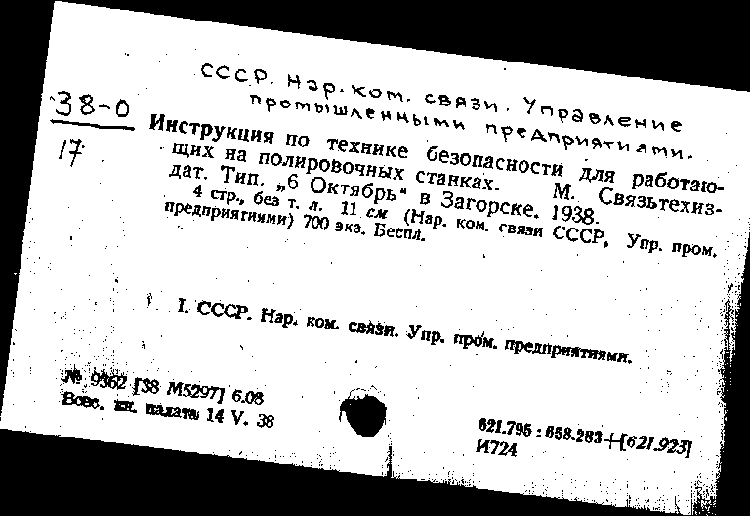 СССР. Нар. ком. связи. Управление
промышленными предприятиями.
38-0
17
Инструкция по технике безопасности для работаю-
щих на полировочных станках. М. Связьтехиз-
дат. Тип. „6 Октябрь“ в Загорске. 1938.
4 стр., без т. л. 11 см (Нар. ком. связи СССР, Упр. пром.
предприятиями) 700 экз. Беспл.
I. СССР. Нар. ком. связи. Упр. пром. предприятиями.
№ 9362 [38 М5297] 6.08
Всес. кн. палата 14 V. 38
621.795 : 658.283+[621.923]
И724